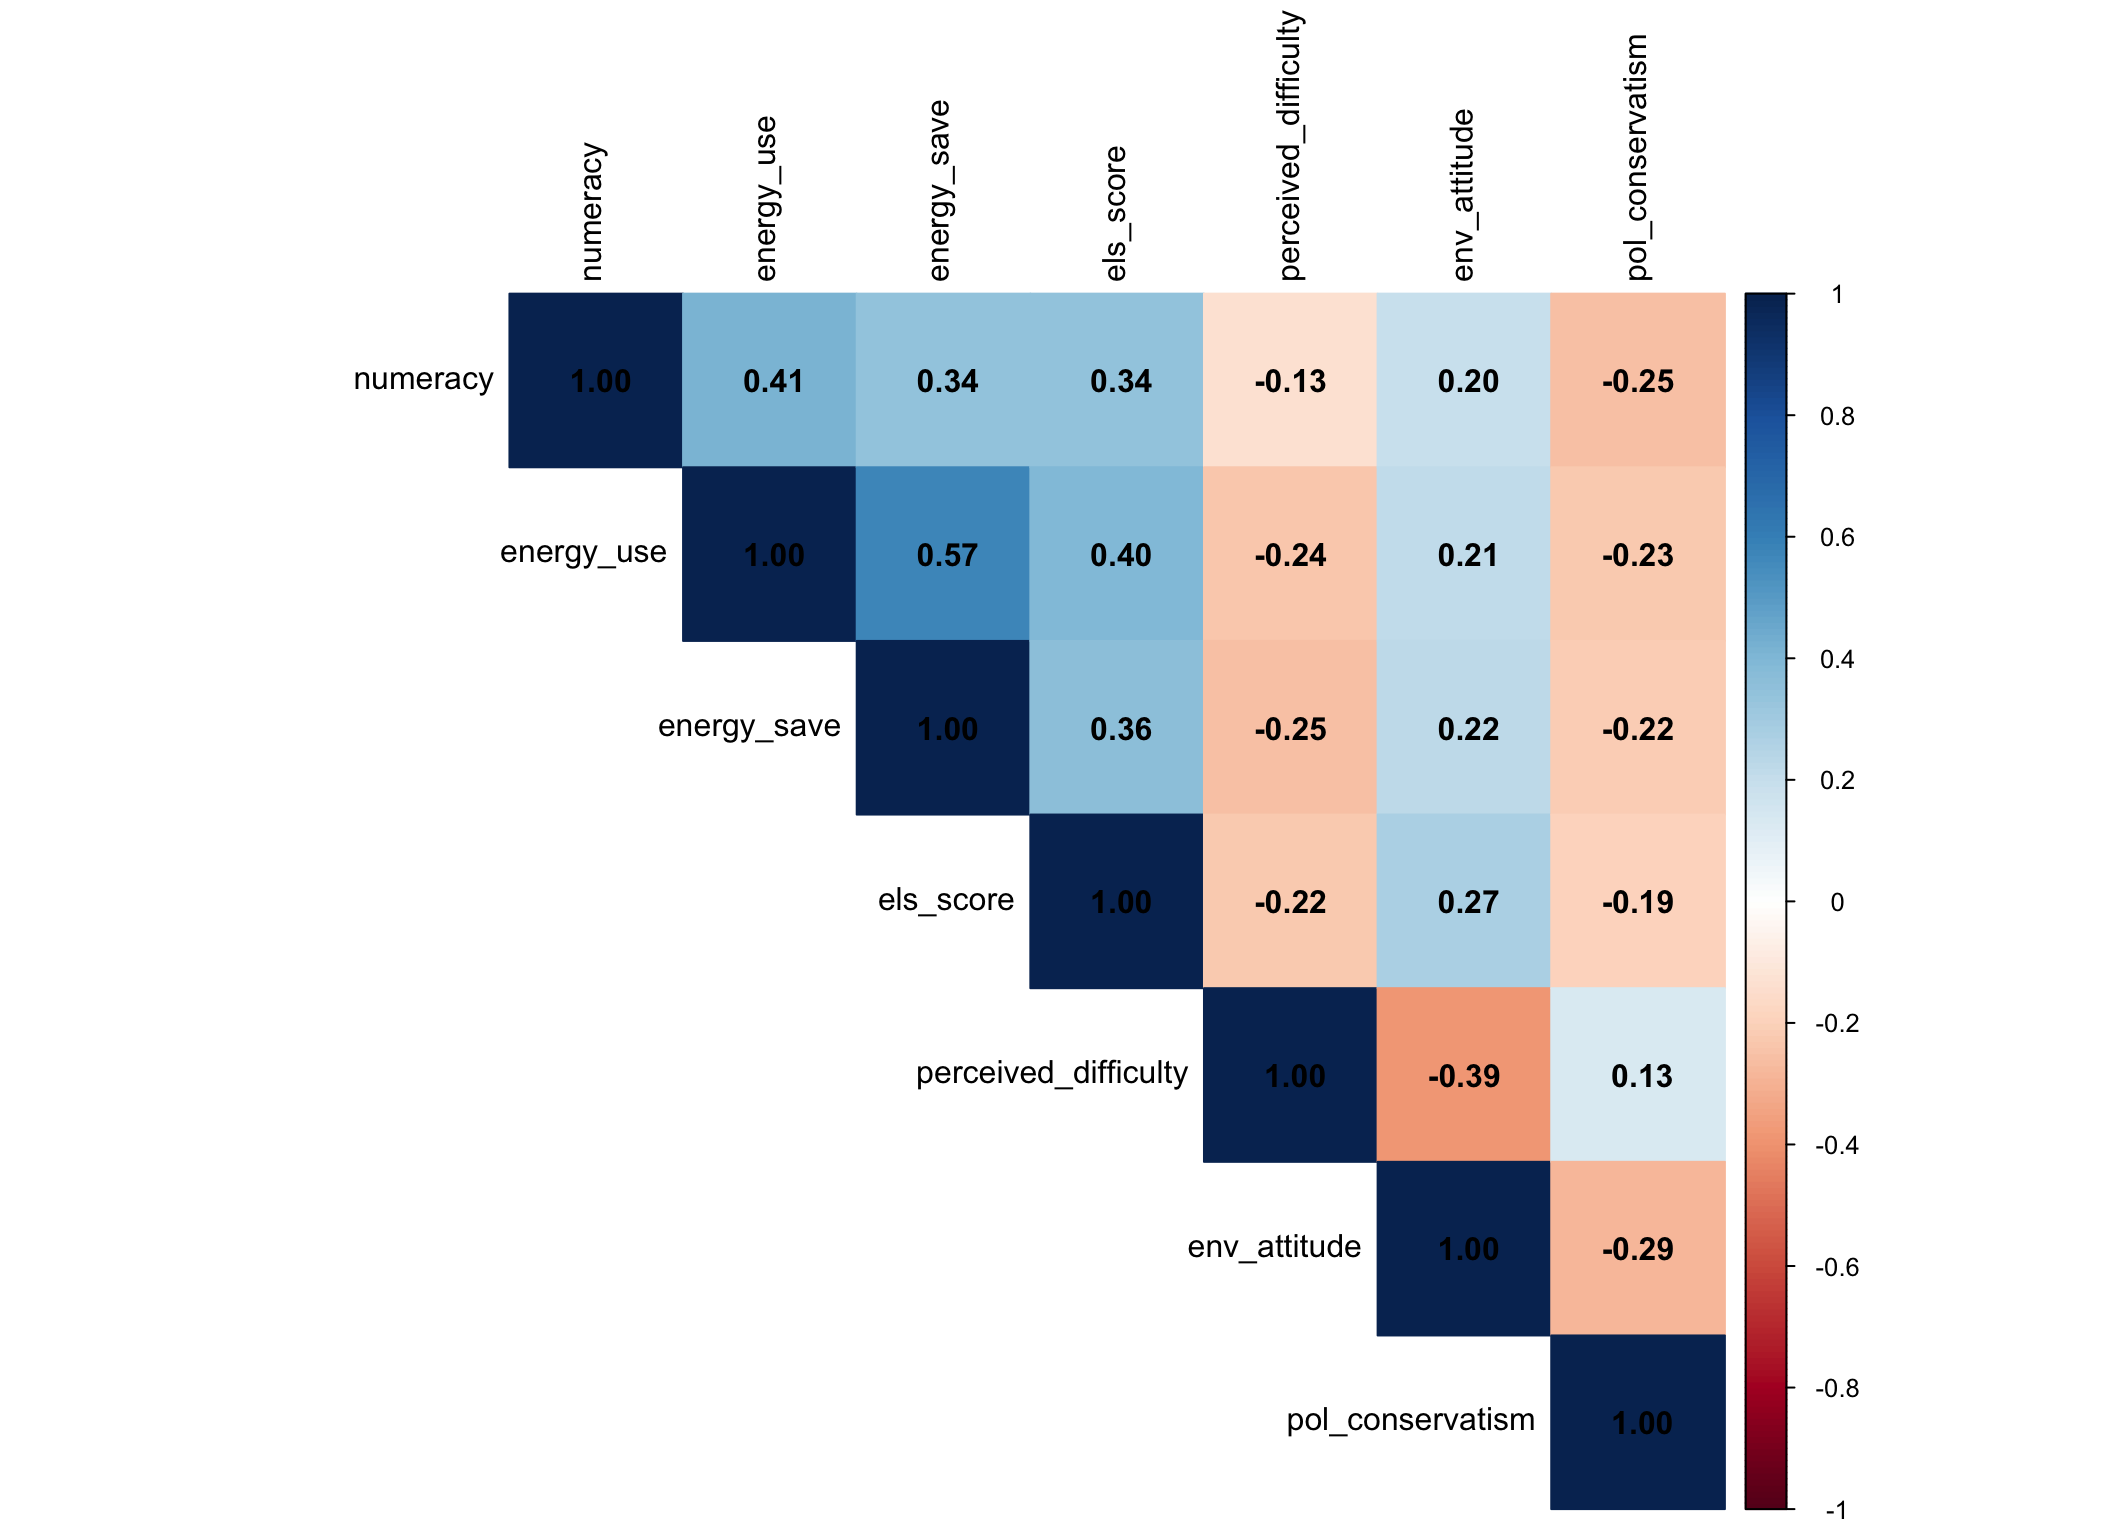 numeracy
energy_use
energy_save
els_score
perceived_difficulty
env_attitude
pol_conservatism
numeracy 1.00 0.41 0.34 0.34 -0.13 0.20 -0.25
energy_use 1.00 0.57 0.40 -0.24 0.21 -0.23
energy_save 1.00 0.36 -0.25 0.22 -0.22
els_score 1.00 -0.22 0.27 -0.19
perceived_difficulty 1.00 -0.39 0.13
env_attitude 1.00 -0.29
pol_conservatism 1.00
1
0.8
0.6
0.4
0.2
0
-0.2
-0.4
-0.6
-0.8
-1